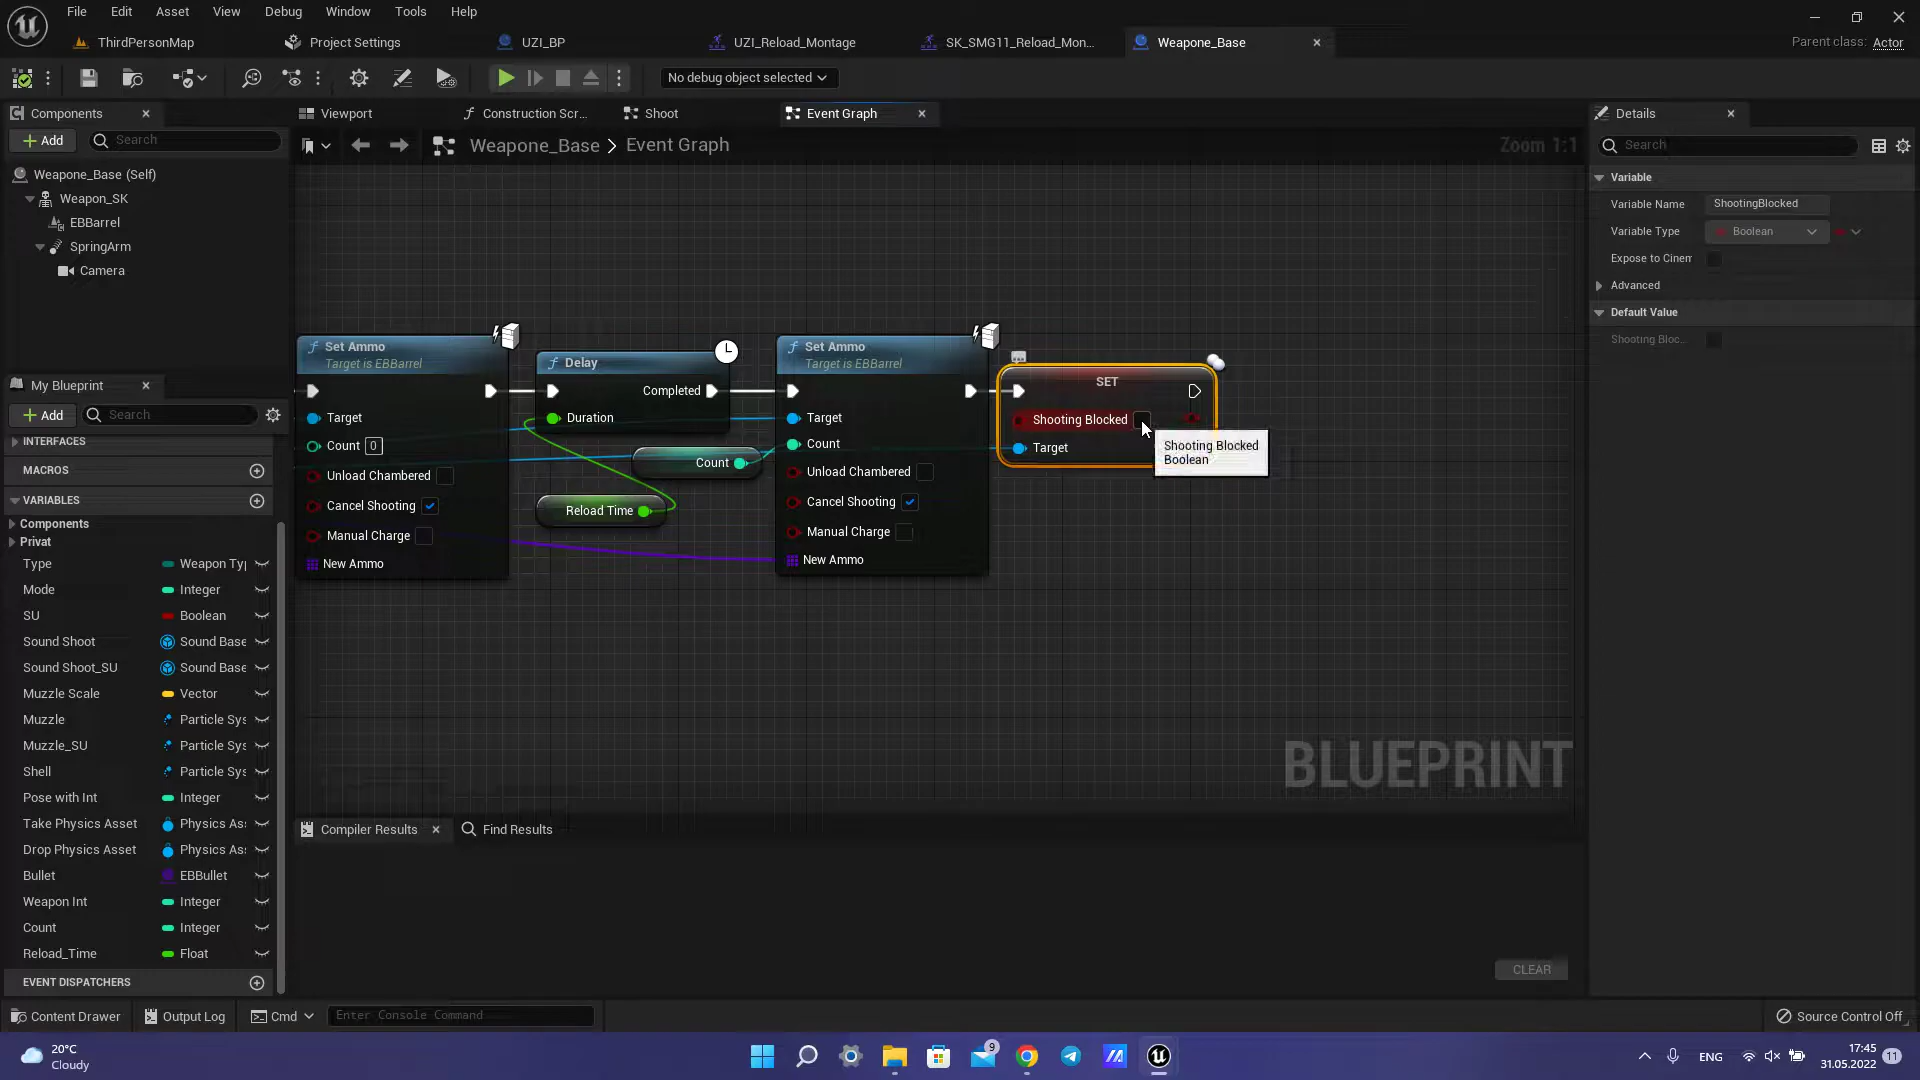 File Edit Asset View Debug Window Tools Help
ThirdPersonMap Project Settings UZI_BP UZI_Reload_Montage SK_SMG11_Reload_Mon... Weapone_Base
Parent class: Actor
No debug object selected
Components
Add Search
Weapone_Base (Self)
Weapon_SK
EBBarrel
SpringArm
Camera
My Blueprint
Add Search
INTERFACES
MACROS
VARIABLES
Components
Privat
Type Weapon Ty
Mode Integer
SU Boolean
Sound Shoot Sound Base
Sound Shoot_SU Sound Base
Muzzle Scale Vector
Muzzle Particle Sys
Muzzle_SU Particle Sys
Shell Particle Sys
Pose with Int Integer
Take Physics Asset Physics As
Drop Physics Asset Physics As
Bullet EBBullet
Weapon Int Integer
Count Integer
Reload_Time Float
EVENT DISPATCHERS
Viewport Construction Scr... Shoot Event Graph
Weapone_Base > Event Graph
Zoom 1:1
Set Ammo
Target is EBBarrel
Target
Count 0
Unload Chambered
Cancel Shooting
Manual Charge
New Ammo
Delay
Completed
Duration
Count
Reload Time
Set Ammo
Target is EBBarrel
Target
Count
Unload Chambered
Cancel Shooting
Manual Charge
New Ammo
SET
Shooting Blocked
Target
Shooting Blocked
Boolean
BLUEPRINT
Compiler Results Find Results
CLEAR
Details
Search
Variable
Variable Name ShootingBlocked
Variable Type Boolean
Expose to Cinem
Advanced
Default Value
Shooting Bloc...
Content Drawer Output Log Cmd Enter Console Command
Source Control Off
20°C
Cloudy
9
ENG
17:45
31.05.2022
11